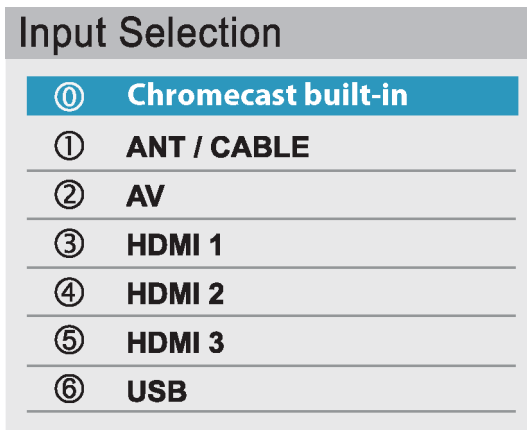 Input Selection
⓪ Chromecast built-in
① ANT / CABLE
② AV
③ HDMI 1
④ HDMI 2
⑤ HDMI 3
⑥ USB